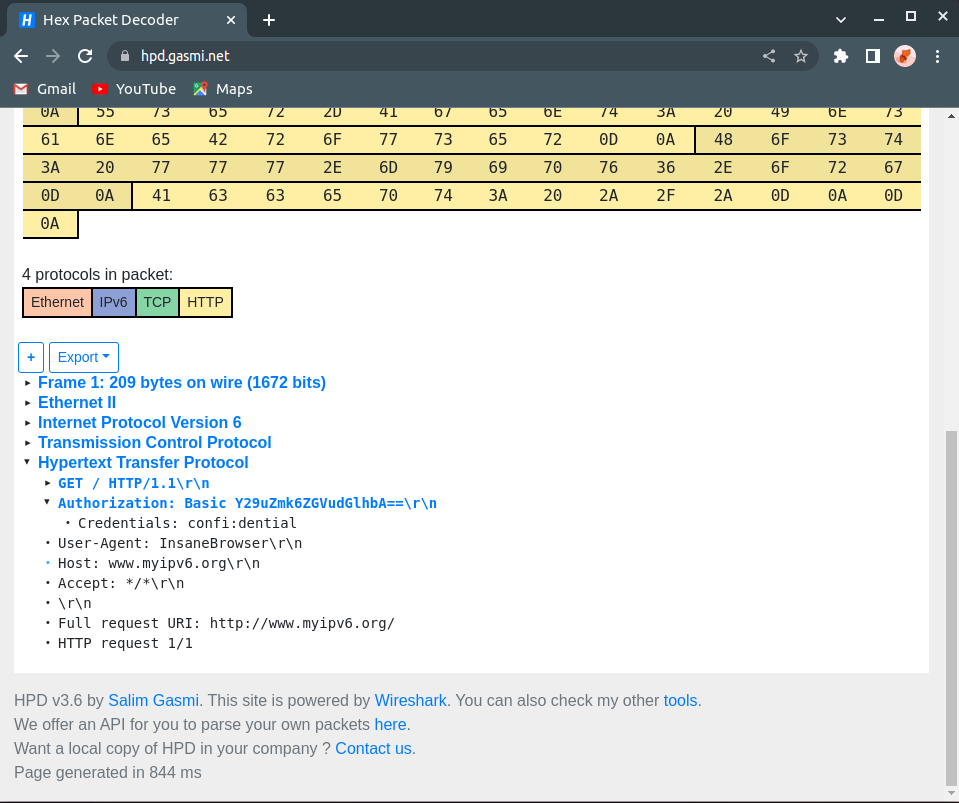 Hex Packet Decoder
hpd.gasmi.net
Gmail YouTube Maps
0A 55 73 65 72 2D 41 67 65 6E 74 3A 20 49 6E 73
61 6E 65 42 72 6F 77 73 65 72 0D 0A 48 6F 73 74
3A 20 77 77 77 2E 6D 79 69 70 76 36 2E 6F 72 67
0D 0A 41 63 63 65 70 74 3A 20 2A 2F 2A 0D 0A 0D
0A
4 protocols in packet:
Ethernet IPv6 TCP HTTP
+ Export
Frame 1: 209 bytes on wire (1672 bits)
Ethernet II
Internet Protocol Version 6
Transmission Control Protocol
Hypertext Transfer Protocol
GET / HTTP/1.1\r\n
Authorization: Basic Y29uZmk6ZGVudGlhbA==\r\n
Credentials: confi:dential
User-Agent: InsaneBrowser\r\n
Host: www.myipv6.org\r\n
Accept: */*\r\n
\r\n
Full request URI: http://www.myipv6.org/
HTTP request 1/1
HPD v3.6 by Salim Gasmi. This site is powered by Wireshark. You can also check my other tools.
We offer an API for you to parse your own packets here.
Want a local copy of HPD in your company ? Contact us.
Page generated in 844 ms